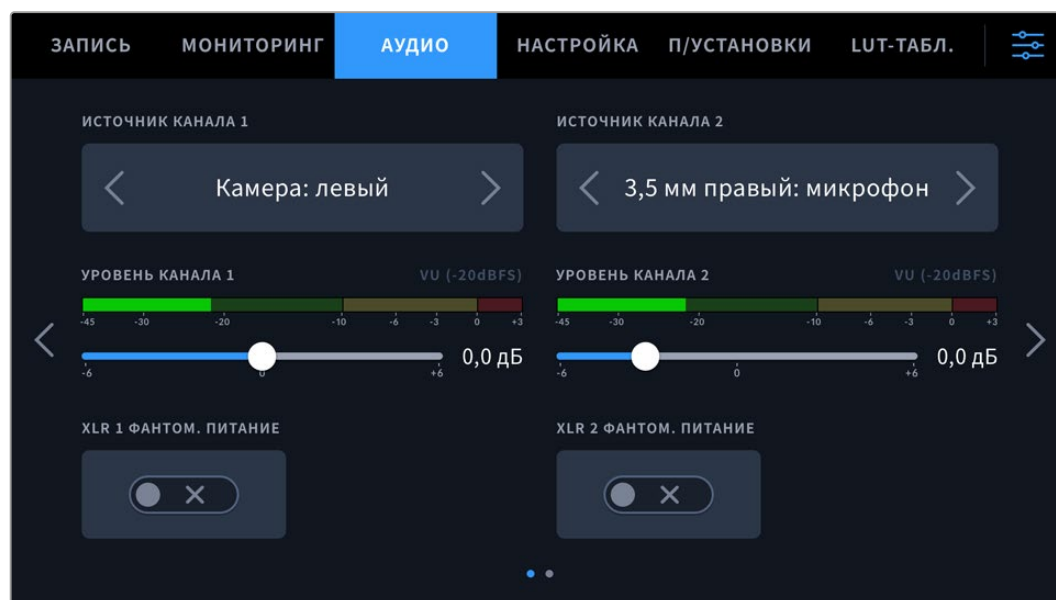 ЗАПИСЬ МОНИТОРИНГ АУДИО НАСТРОЙКА П/УСТАНОВКИ LUT-ТАБЛ.
ИСТОЧНИК КАНАЛА 1 ИСТОЧНИК КАНАЛА 2
Камера: левый 3,5 мм правый: микрофон
УРОВЕНЬ КАНАЛА 1 VU (-20dBFS) УРОВЕНЬ КАНАЛА 2 VU (-20dBFS)
-45 -30 -20 -10 -6 -3 0 +3 -45 -30 -20 -10 -6 -3 0 +3
0,0 дБ 0,0 дБ
-6 0 +6 -6 0 +6
XLR 1 ФАНТОМ. ПИТАНИЕ XLR 2 ФАНТОМ. ПИТАНИЕ